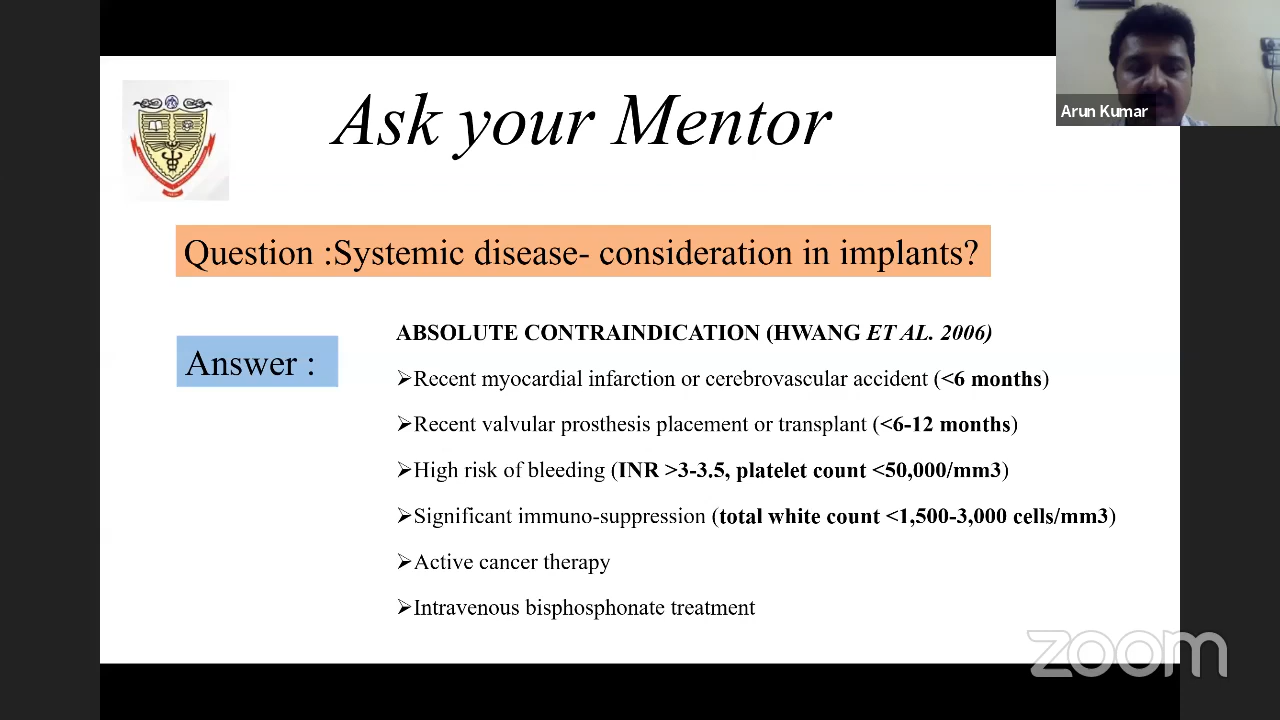 Ask your Mentor
Arun Kumar
Question :Systemic disease- consideration in implants?
Answer :
ABSOLUTE CONTRAINDICATION (HWANG ET AL. 2006)
➢Recent myocardial infarction or cerebrovascular accident (<6 months)
➢Recent valvular prosthesis placement or transplant (<6-12 months)
➢High risk of bleeding (INR >3-3.5, platelet count <50,000/mm3)
➢Significant immuno-suppression (total white count <1,500-3,000 cells/mm3)
➢Active cancer therapy
➢Intravenous bisphosphonate treatment
zoom